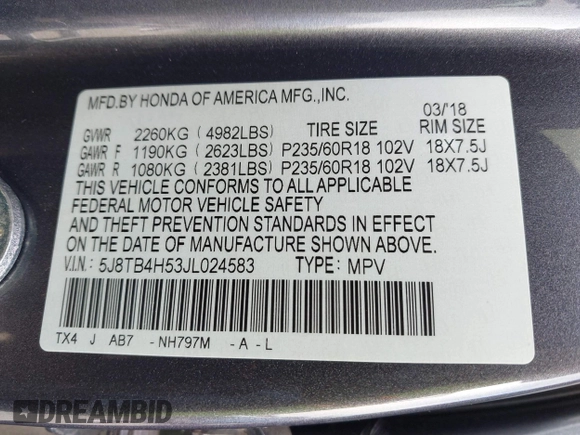 MFD.BY HONDA OF AMERICA MFG.,INC.
03/'18
GVWR 2260KG ( 4982LBS) TIRE SIZE RIM SIZE
GAWR F 1190KG ( 2623LBS) P235/60R18 102V 18X7.5J
GAWR R 1080KG ( 2381LBS) P235/60R18 102V 18X7.5J
THIS VEHICLE CONFORMS TO ALL APPLICABLE
FEDERAL MOTOR VEHICLE SAFETY
AND THEFT PREVENTION STANDARDS IN EFFECT
ON THE DATE OF MANUFACTURE SHOWN ABOVE.
V.I.N.: 5J8TB4H53JL024583 TYPE: MPV
TX4 J AB7 -NH797M -A-L
DREAMBID